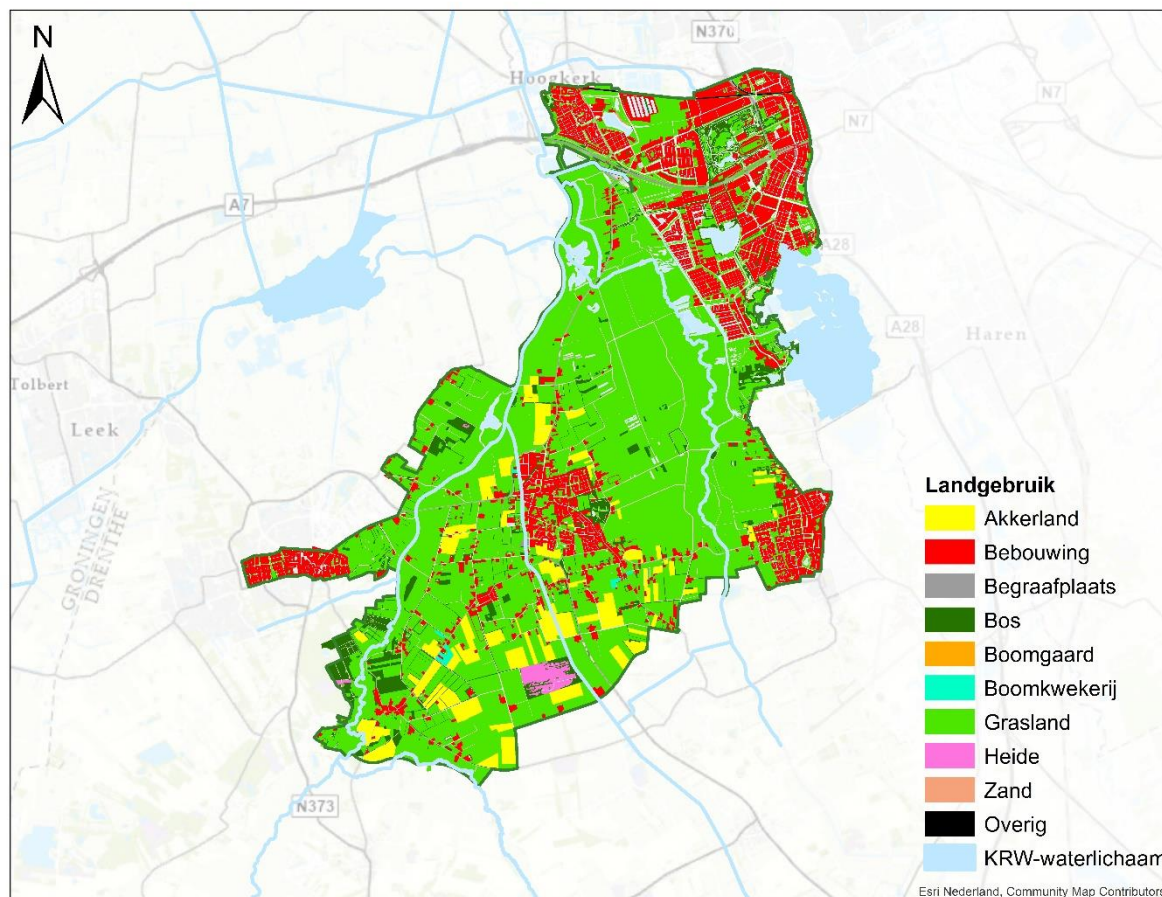 N
N370
Hoogkerk
N7
N7
A7
A28
A28
Haren
Tolbert
Leek
GRONINGEN-
DRENTHE
N373
Landgebruik
Akkerland
Bebouwing
Begraafplaats
Bos
Boomgaard
Boomkwekerij
Grasland
Heide
Zand
Overig
KRW-waterlichaam
Esri Nederland, Community Map Contributors